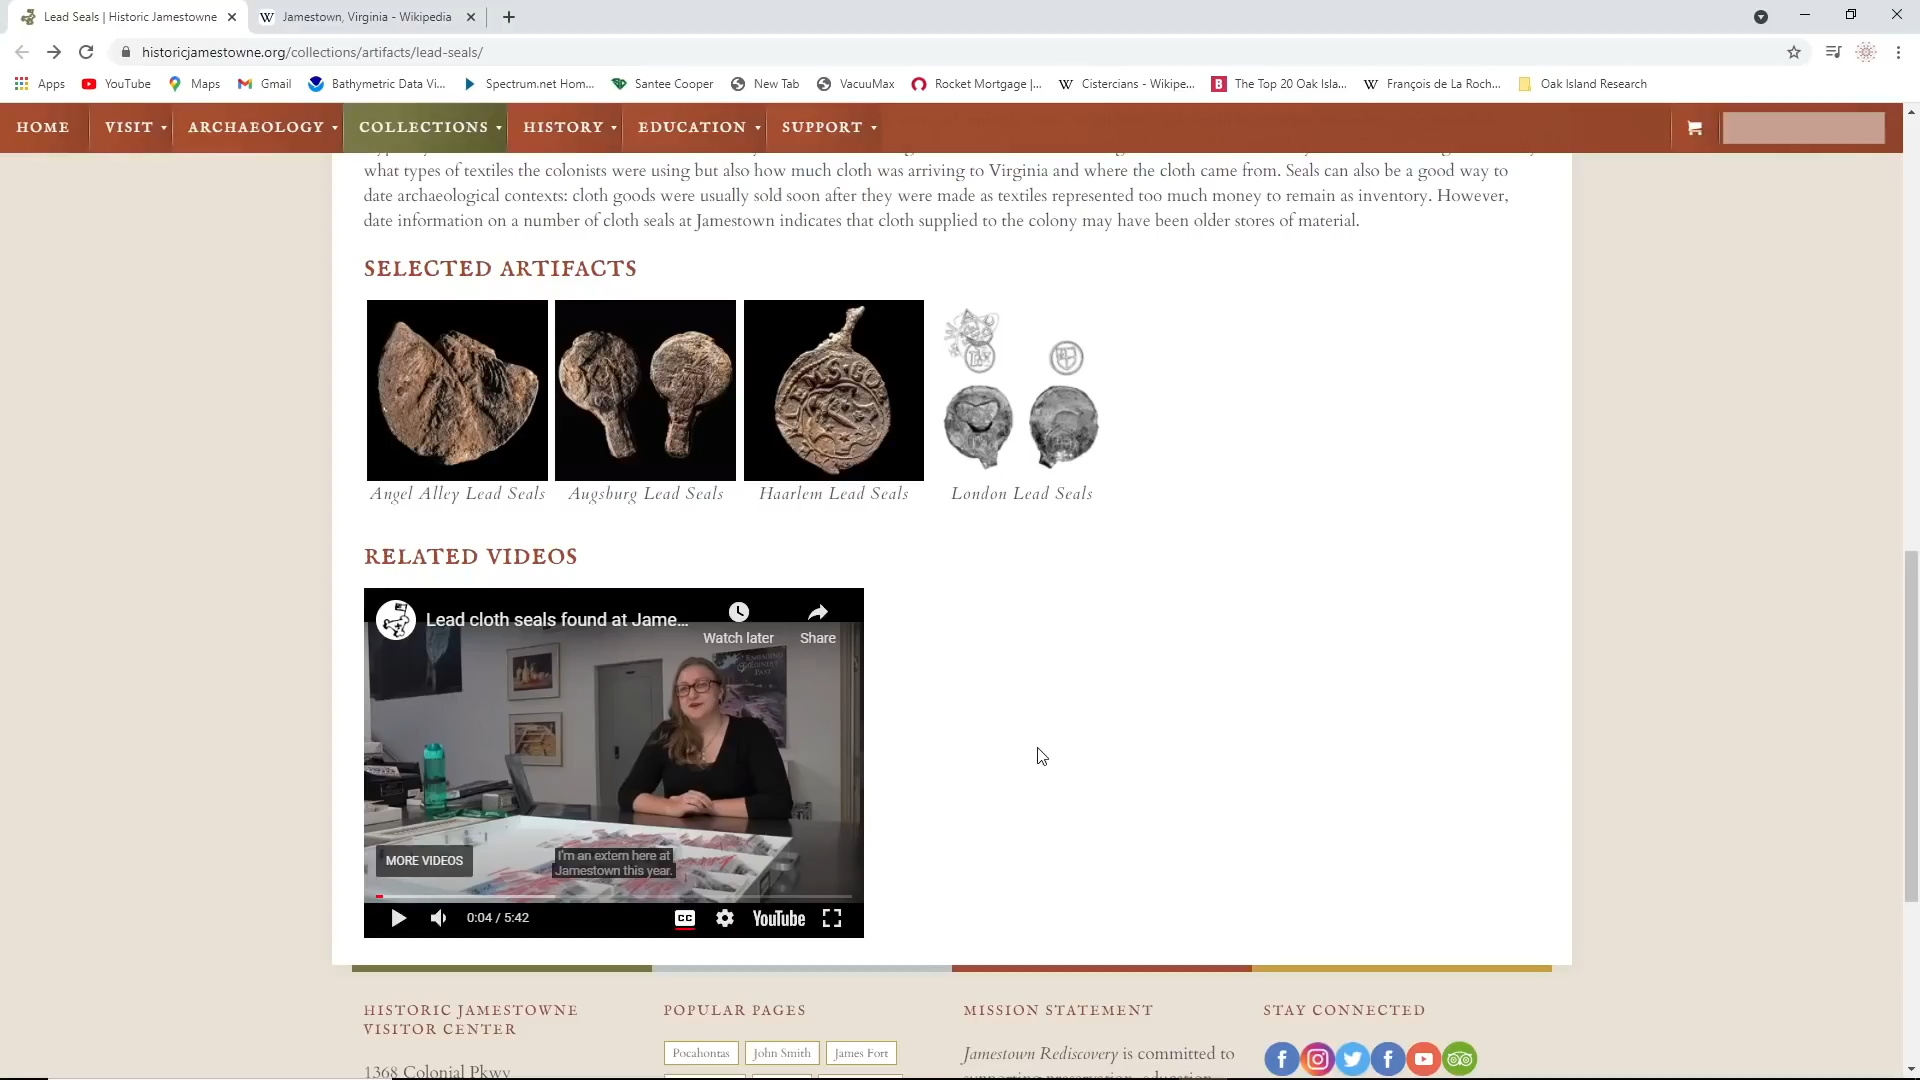 Lead Seals | Historic Jamestowne
Jamestown, Virginia - Wikipedia
historicjamestowne.org/collections/artifacts/lead-seals/
Apps YouTube Maps Gmail Bathymetric Data Vi... Spectrum.net Hom... Santee Cooper New Tab VacuuMax Rocket Mortgage |... Cistercians - Wikipe... The Top 20 Oak Isla... François de La Roch... Oak Island Research
HOME VISIT ARCHAEOLOGY COLLECTIONS HISTORY EDUCATION SUPPORT
what types of textiles the colonists were using but also how much cloth was arriving to Virginia and where the cloth came from. Seals can also be a good way to
date archaeological contexts: cloth goods were usually sold soon after they were made as textiles represented too much money to remain as inventory. However,
date information on a number of cloth seals at Jamestown indicates that cloth supplied to the colony may have been older stores of material.
SELECTED ARTIFACTS
Angel Alley Lead Seals Augsburg Lead Seals Haarlem Lead Seals London Lead Seals
RELATED VIDEOS
Lead cloth seals found at Jame...
Watch later Share
MORE VIDEOS
I'm an extern here at
Jamestown this year.
0:04 / 5:42 CC YouTube
HISTORIC JAMESTOWNE
VISITOR CENTER
1368 Colonial Pkwy
POPULAR PAGES
Pocahontas John Smith James Fort
MISSION STATEMENT
Jamestown Rediscovery is committed to
STAY CONNECTED